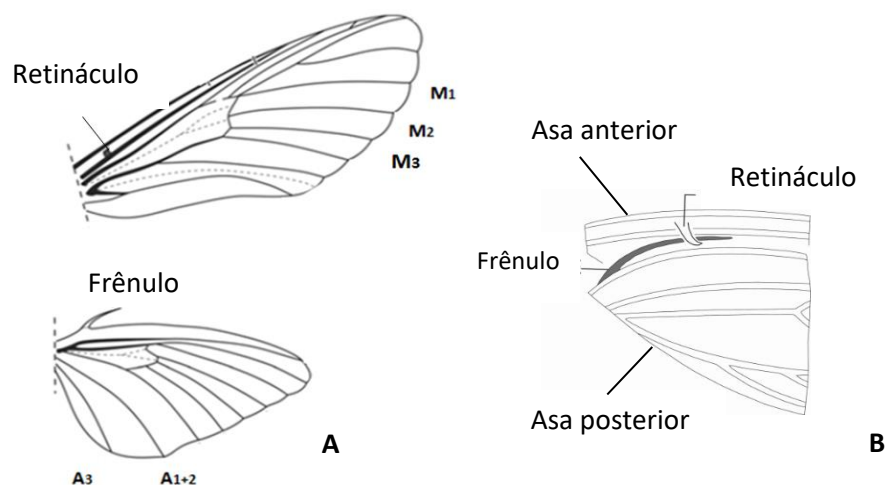 Retináculo
M1
M2
M3
Frênulo
A3
A1+2
A
Asa anterior
Retináculo
Frênulo
Asa posterior
B